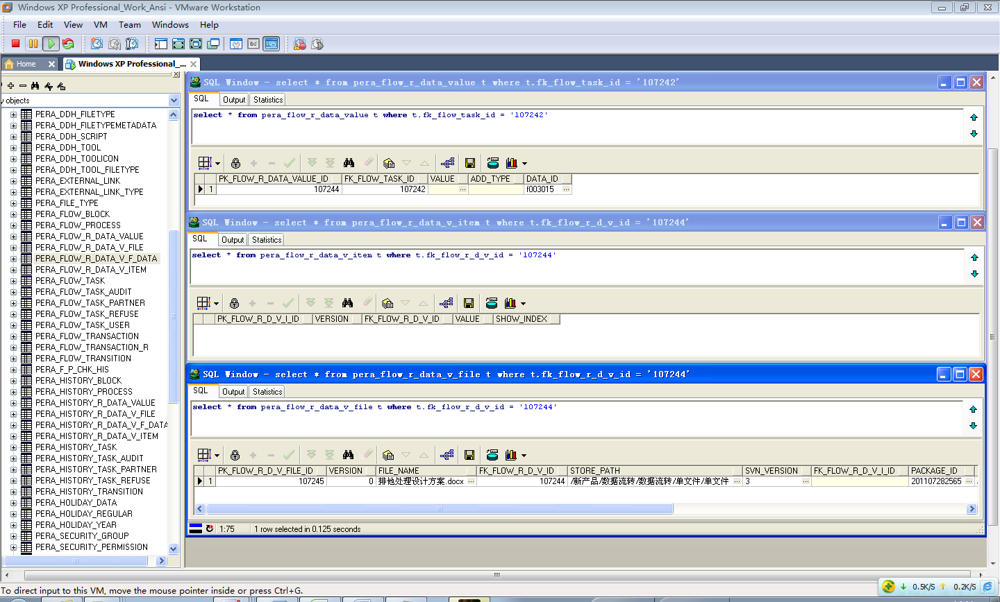 Windows XP Professional_Work_Ansi - VMware Workstation
File Edit View VM Team Windows Help
Home
Windows XP Professional_...
objects
PERA_DDH_FILETYPE
PERA_DDH_FILETYPEMETADATA
PERA_DDH_SCRIPT
PERA_DDH_TOOL
PERA_DDH_TOOLICON
PERA_DDH_TOOL_FILETYPE
PERA_EXTERNAL_LINK
PERA_EXTERNAL_LINK_TYPE
PERA_FILE_TYPE
PERA_FLOW_BLOCK
PERA_FLOW_PROCESS
PERA_FLOW_R_DATA_VALUE
PERA_FLOW_R_DATA_V_FILE
PERA_FLOW_R_DATA_V_F_DATA
PERA_FLOW_R_DATA_V_ITEM
PERA_FLOW_TASK
PERA_FLOW_TASK_AUDIT
PERA_FLOW_TASK_PARTNER
PERA_FLOW_TASK_REFUSE
PERA_FLOW_TASK_USER
PERA_FLOW_TRANSACTION
PERA_FLOW_TRANSACTION_R
PERA_FLOW_TRANSITION
PERA_F_P_CHK_HIS
PERA_HISTORY_BLOCK
PERA_HISTORY_PROCESS
PERA_HISTORY_R_DATA_VALUE
PERA_HISTORY_R_DATA_V_FILE
PERA_HISTORY_R_DATA_V_F_DATA
PERA_HISTORY_R_DATA_V_ITEM
PERA_HISTORY_TASK
PERA_HISTORY_TASK_AUDIT
PERA_HISTORY_TASK_PARTNER
PERA_HISTORY_TASK_REFUSE
PERA_HISTORY_TRANSITION
PERA_HOLIDAY_DATA
PERA_HOLIDAY_REGULAR
PERA_HOLIDAY_YEAR
PERA_SECURITY_GROUP
PERA_SECURITY_PERMISSION
SQL Window - select * from pera_flow_r_data_value t where t.fk_flow_task_id = '107242'
SQL Output Statistics
select * from pera_flow_r_data_value t where t.fk_flow_task_id = '107242'
PK_FLOW_R_DATA_VALUE_ID FK_FLOW_TASK_ID VALUE ADD_TYPE DATA_ID
1 107244 107242 ... f003015 ...
SQL Window - select * from pera_flow_r_data_v_item t where t.fk_flow_r_d_v_id = '107244'
SQL Output Statistics
select * from pera_flow_r_data_v_item t where t.fk_flow_r_d_v_id = '107244'
PK_FLOW_R_D_V_I_ID VERSION FK_FLOW_R_D_V_ID VALUE SHOW_INDEX
SQL Window - select * from pera_flow_r_data_v_file t where t.fk_flow_r_d_v_id = '107244'
SQL Output Statistics
select * from pera_flow_r_data_v_file t where t.fk_flow_r_d_v_id = '107244'
PK_FLOW_R_D_V_FILE_ID VERSION FILE_NAME FK_FLOW_R_D_V_ID STORE_PATH SVN_VERSION FK_FLOW_R_D_V_I_ID PACKAGE_ID
1 107245 0 排他处理设计方案.docx ... 107244 /新产品/数据流转/数据流转/单文件/单文件 ... 3 ... 201107282565 ...
1:75 1 row selected in 0.125 seconds
To direct input to this VM, move the mouse pointer inside or press Ctrl+G.
0.5K/S 0.2K/S